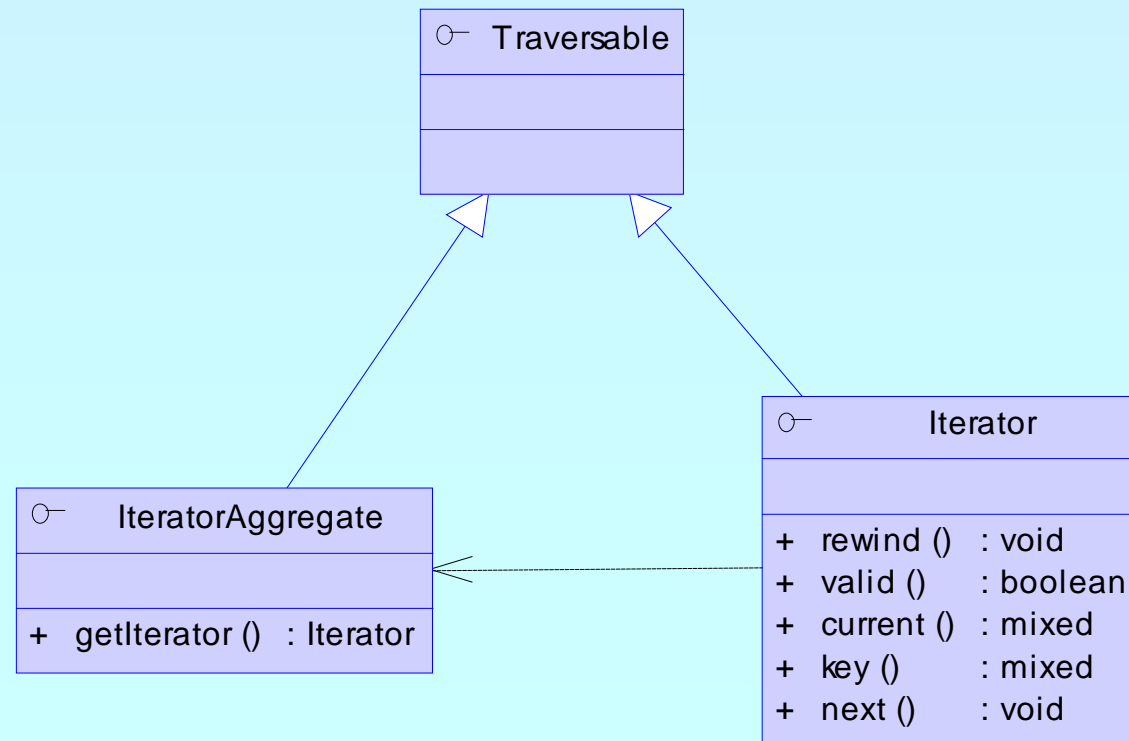 Traversable
IteratorAggregate
+ getIterator () : Iterator
Iterator
+ rewind () : void
+ valid () : boolean
+ current () : mixed
+ key () : mixed
+ next () : void